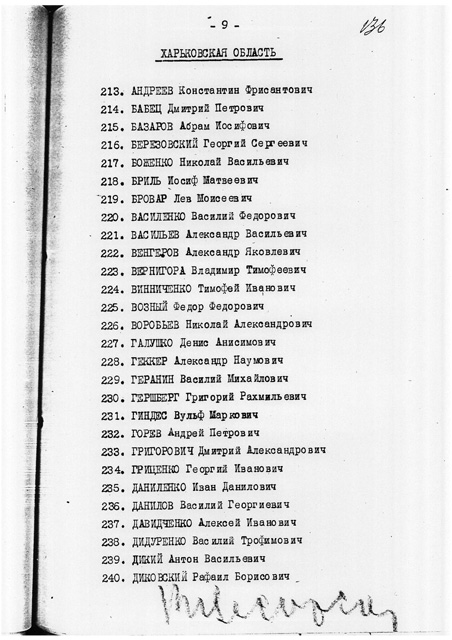 - 9 -
136
ХАРЬКОВСКАЯ ОБЛАСТЬ
213. АНДРЕЕВ Константин Фрисантович
214. БАБЕЦ Дмитрий Петрович
215. БАЗАРОВ Абрам Иосифович
216. БЕРЕЗОВСКИЙ Георгий Сергеевич
217. БОЖЕНКО Николай Васильевич
218. БРИЛЬ Иосиф Матвеевич
219. БРОВАР Лев Моисеевич
220. ВАСИЛЕНКО Василий Федорович
221. ВАСИЛЬЕВ Александр Васильевич
222. ВЕНГЕРОВ Александр Яковлевич
223. ВЕРНИГОРА Владимир Тимофеевич
224. ВИННИЧЕНКО Тимофей Иванович
225. ВОЗНЫЙ Федор Федорович
226. ВОРОБЬЕВ Николай Александрович
227. ГАЛУШКО Денис Анисимович
228. ГЕККЕР Александр Наумович
229. ГЕРАНИН Василий Михайлович
230. ГЕРШБЕРГ Григорий Рахмильевич
231. ГИНДЕС Вульф Маркович
232. ГОРЕВ Андрей Петрович
233. ГРИГОРОВИЧ Дмитрий Александрович
234. ГРИЦЕНКО Георгий Иванович
235. ДАНИЛЕНКО Иван Данилович
236. ДАНИЛОВ Василий Георгиевич
237. ДАВИДЧЕНКО Алексей Иванович
238. ДИДУРЕНКО Василий Трофимович
239. ДИКИЙ Антон Васильевич
240. ДИКОВСКИЙ Рафаил Борисович